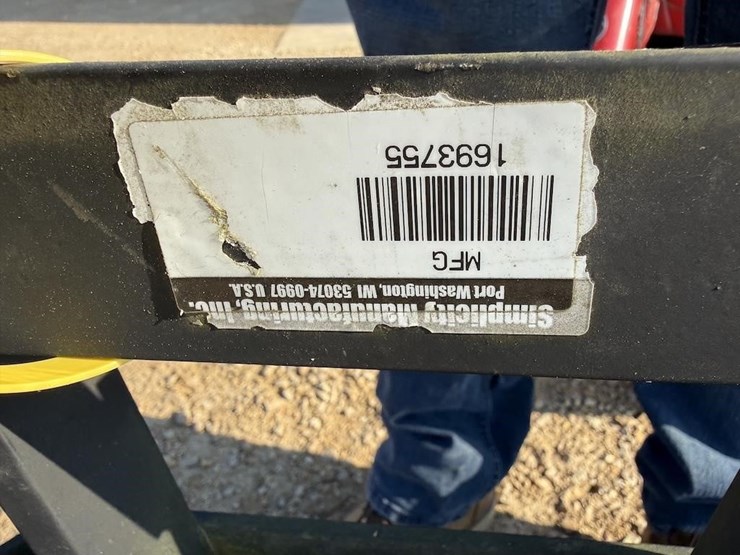 Simplicity Manufacturing, Inc.
Port Washington, WI 53074-0997 U.S.A.
MFG
1693755